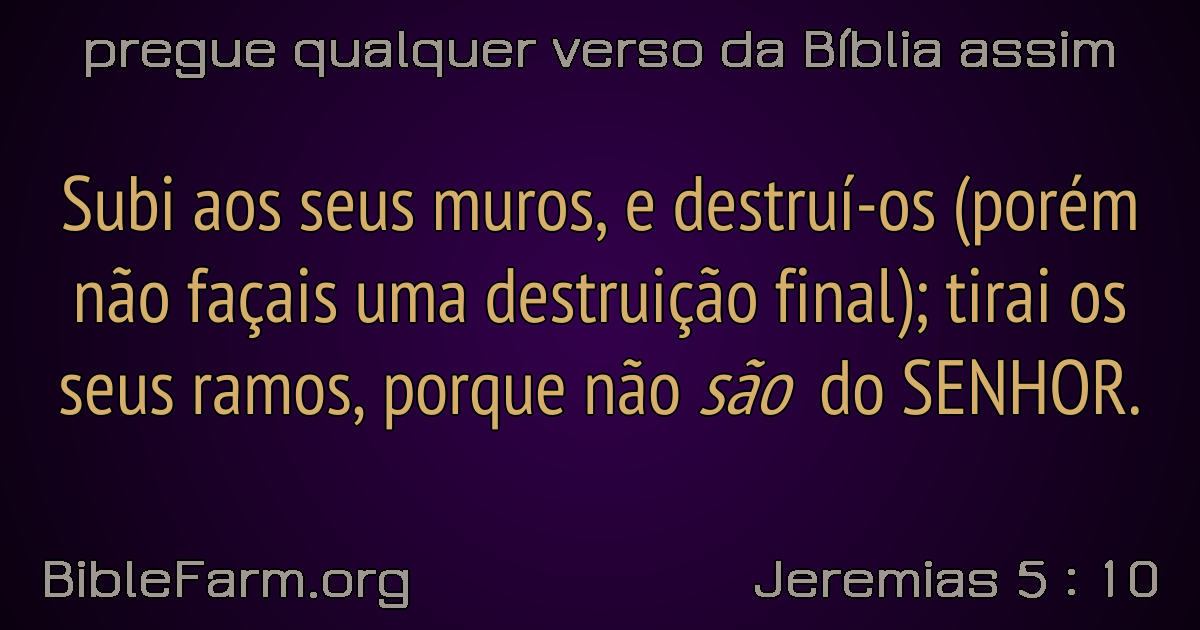 pregue qualquer verso da Bíblia assim
Subi aos seus muros, e destruí-os (porém
não façais uma destruição final); tirai os
seus ramos, porque não são do SENHOR.
BibleFarm.org
Jeremias 5 : 10